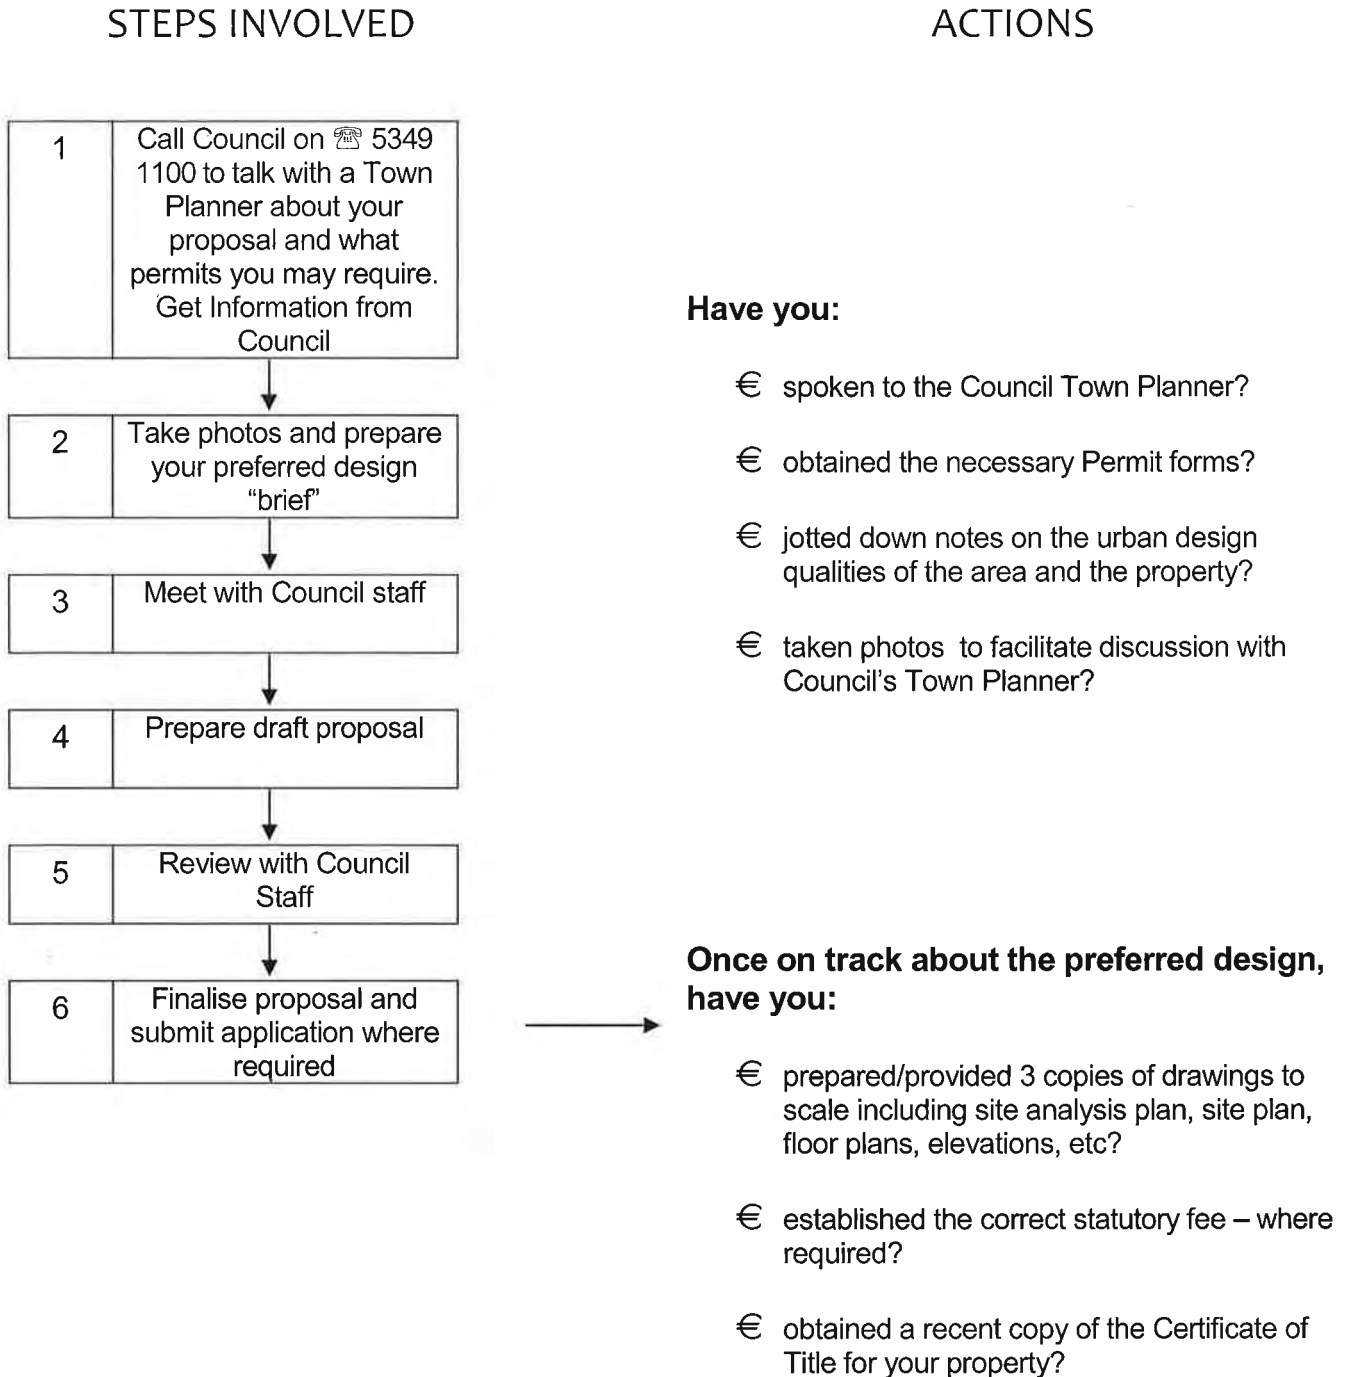 STEPS INVOLVED
ACTIONS
1
Call Council on ☏ 5349
1100 to talk with a Town
Planner about your
proposal and what
permits you may require.
Get Information from
Council
2
Take photos and prepare
your preferred design
“brief”
3
Meet with Council staff
4
Prepare draft proposal
5
Review with Council
Staff
6
Finalise proposal and
submit application where
required
Have you:
€ spoken to the Council Town Planner?
€ obtained the necessary Permit forms?
€ jotted down notes on the urban design
qualities of the area and the property?
€ taken photos to facilitate discussion with
Council's Town Planner?
Once on track about the preferred design,
have you:
€ prepared/provided 3 copies of drawings to
scale including site analysis plan, site plan,
floor plans, elevations, etc?
€ established the correct statutory fee – where
required?
€ obtained a recent copy of the Certificate of
Title for your property?